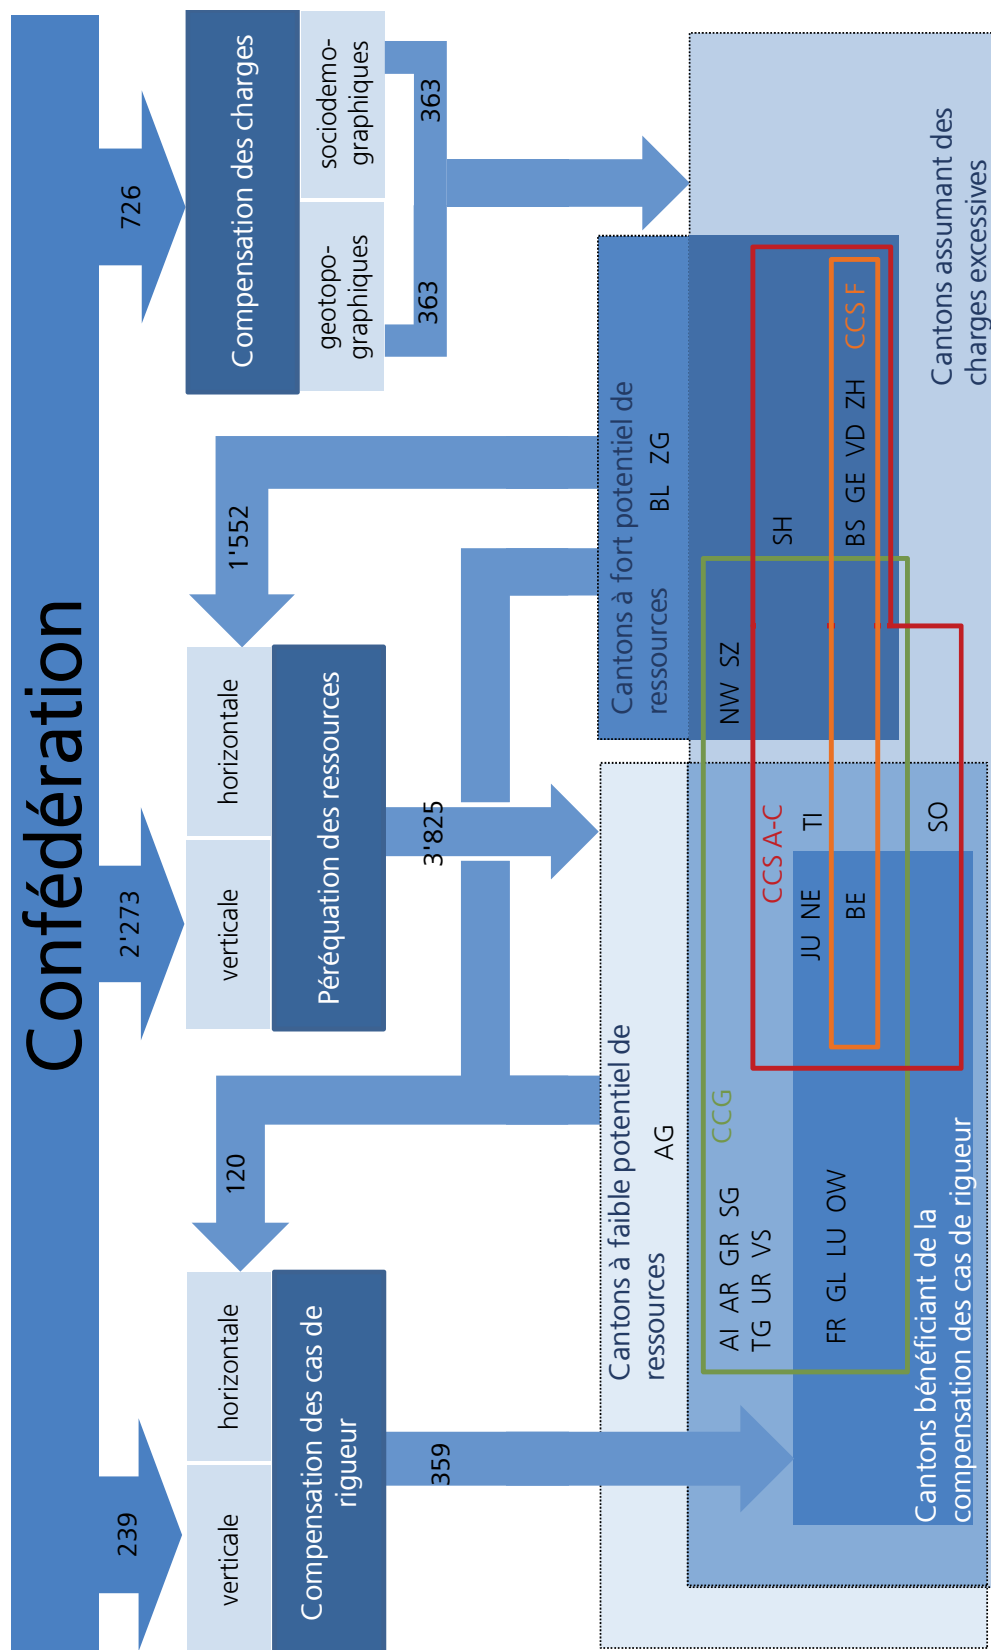 Confédération
239
2'273
726
verticale
horizontale
Compensation des cas de
rigueur
120
359
verticale
horizontale
Péréquation des ressources
1'552
3'825
Compensation des charges
geotopo-
graphiques
sociodemo-
graphiques
363
363
Cantons à faible potentiel de
ressources
AG
Cantons à fort potentiel de
ressources
BL ZG
AI AR GR SG
TG UR VS
CCG
NW SZ
CCS A-C
SH
JU NE
TI
FR GL LU OW
BE
BS GE VD ZH
CCS F
SO
Cantons bénéficiant de la
compensation des cas de rigueur
Cantons assumant des
charges excessives